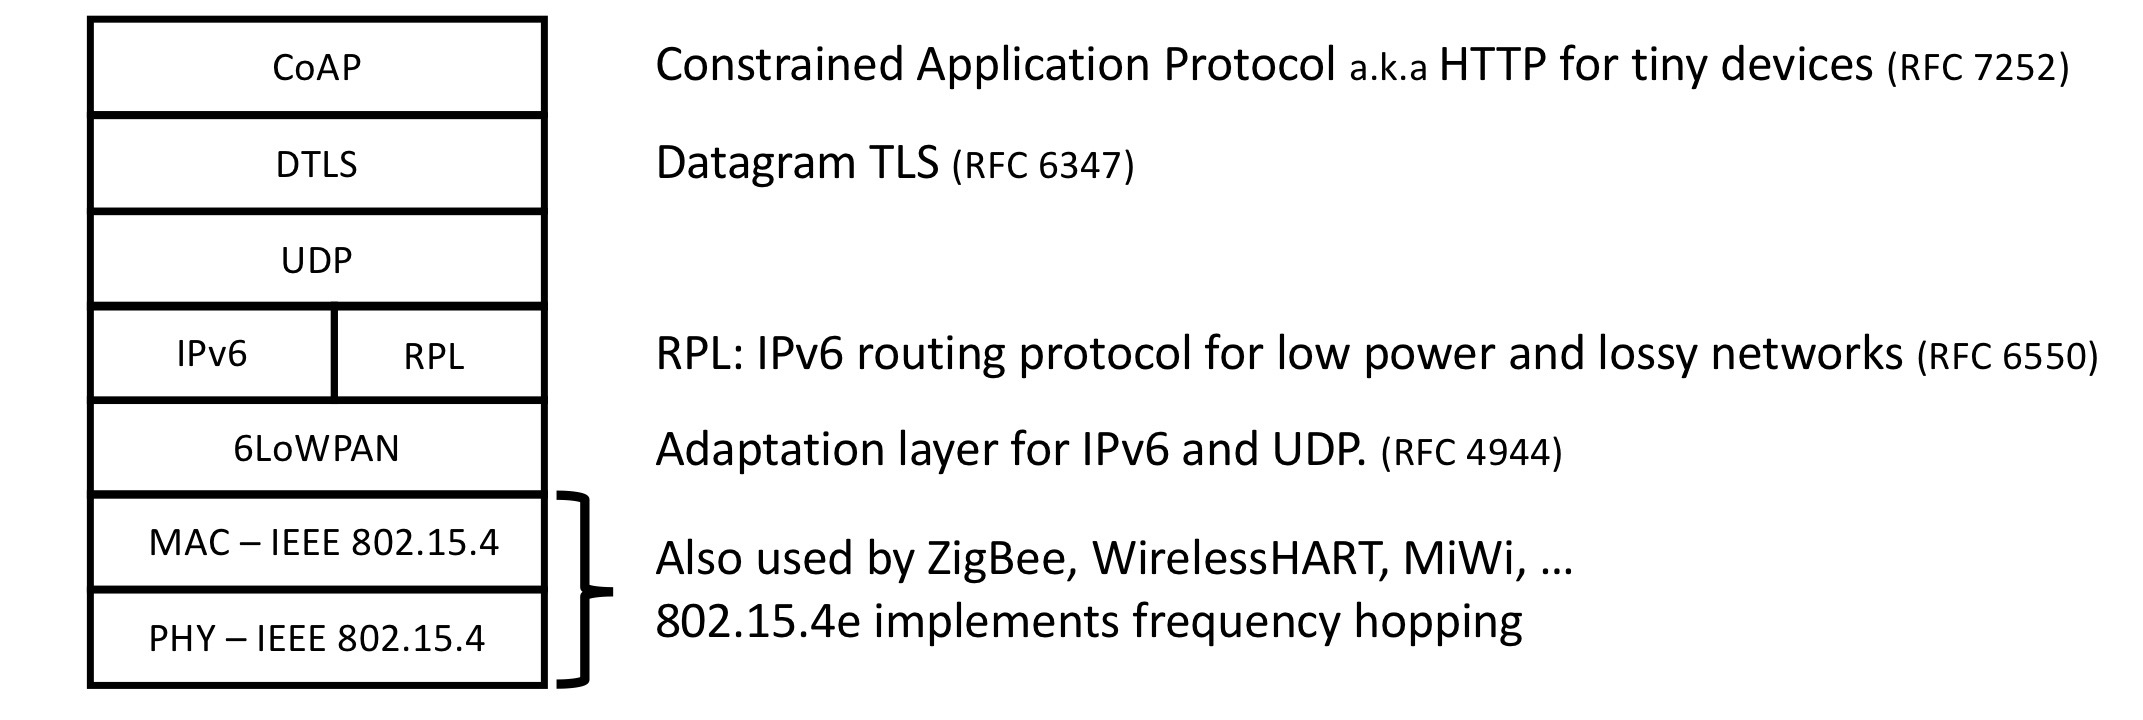 CoAP Constrained Application Protocol a.k.a HTTP for tiny devices (RFC 7252)
DTLS Datagram TLS (RFC 6347)
UDP
IPv6 RPL RPL: IPv6 routing protocol for low power and lossy networks (RFC 6550)
6LoWPAN Adaptation layer for IPv6 and UDP. (RFC 4944)
MAC – IEEE 802.15.4 Also used by ZigBee, WirelessHART, MiWi, ...
PHY – IEEE 802.15.4 802.15.4e implements frequency hopping